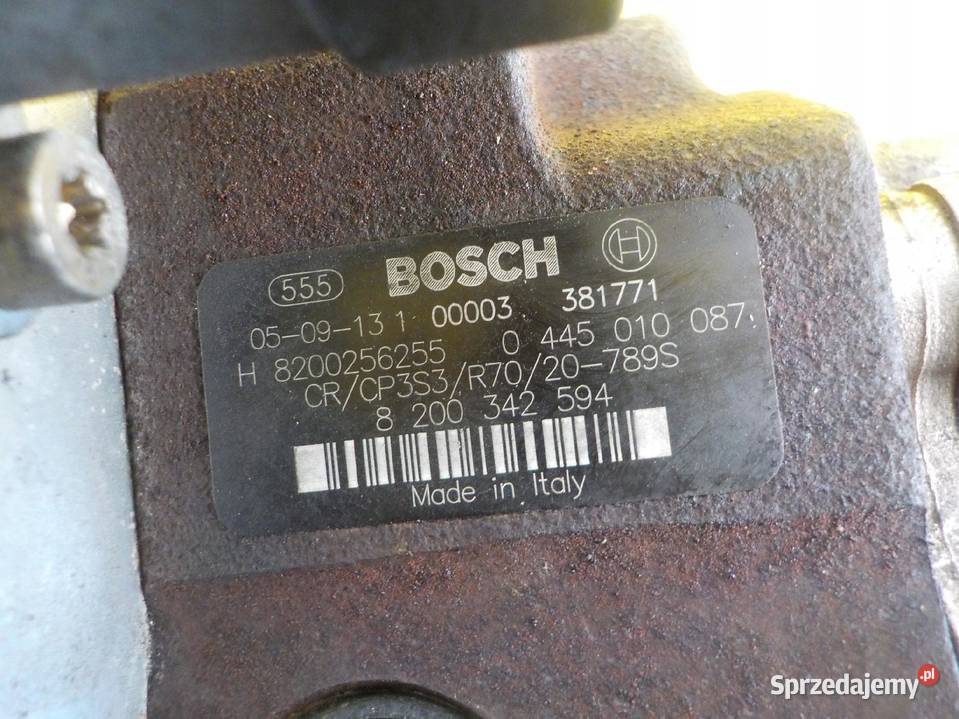 555 BOSCH H
05-09-13 1 00003 381771
H 8200256255 0 445 010 087
CR/CP3S3/R70/20-789S
8 200 342 594
Made in Italy
Sprzedajemy.pl